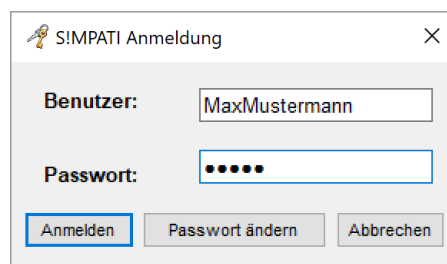 S!MPATI Anmeldung
Benutzer: MaxMustermann
Passwort: •••••
Anmelden Passwort ändern Abbrechen